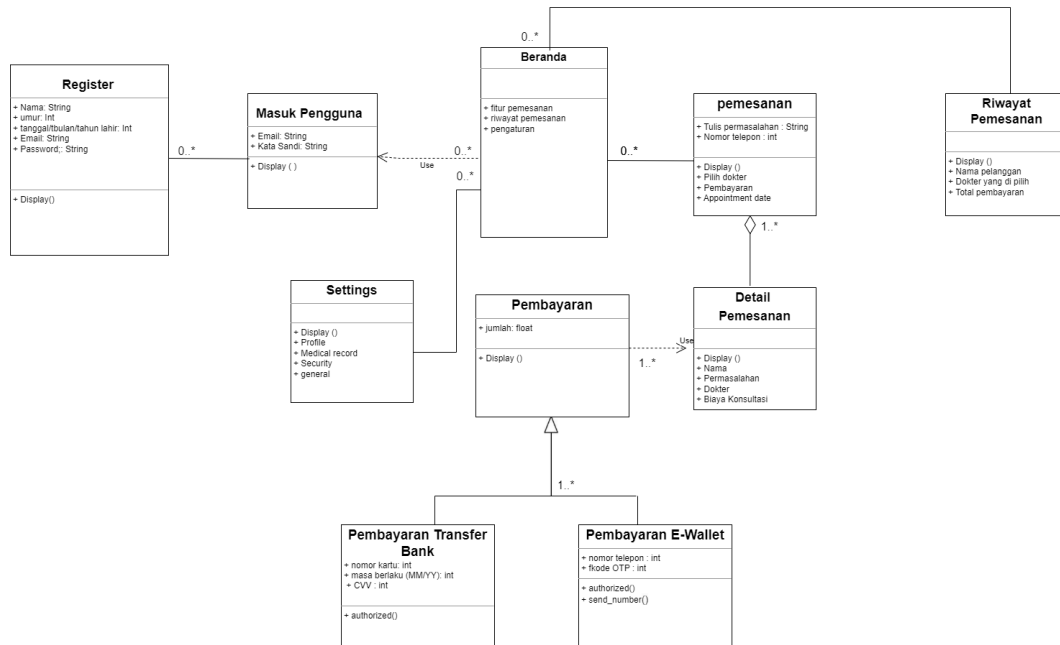 Register
+ Nama: String
+ umur: Int
+ tanggal/tbulan/tahun lahir: Int
+ Email: String
+ Password;: String
+ Display()
0..*
Masuk Pengguna
+ Email: String
+ Kata Sandi: String
+ Display ( )
Use
0..*
0..*
0..*
Beranda
+ fitur pemesanan
+ riwayat pemesanan
+ pengaturan
0..*
pemesanan
+ Tulis permasalahan : String
+ Nomor telepon : int
+ Display ()
+ Pilih dokter
+ Pembayaran
+ Appointment date
1..*
Riwayat
Pemesanan
+ Display ()
+ Nama pelanggan
+ Dokter yang di pilih
+ Total pembayaran
Settings
+ Display ()
+ Profile
+ Medical record
+ Security
+ general
Pembayaran
+ jumlah: float
+ Display ()
Use
1..*
Detail
Pemesanan
+ Display ()
+ Nama
+ Permasalahan
+ Dokter
+ Biaya Konsultasi
1..*
Pembayaran Transfer
Bank
+ nomor kartu: int
+ masa berlaku (MM/YY): int
+ CVV : int
+ authorized()
Pembayaran E-Wallet
+ nomor telepon : int
+ fkode OTP : int
+ authorized()
+ send_number()